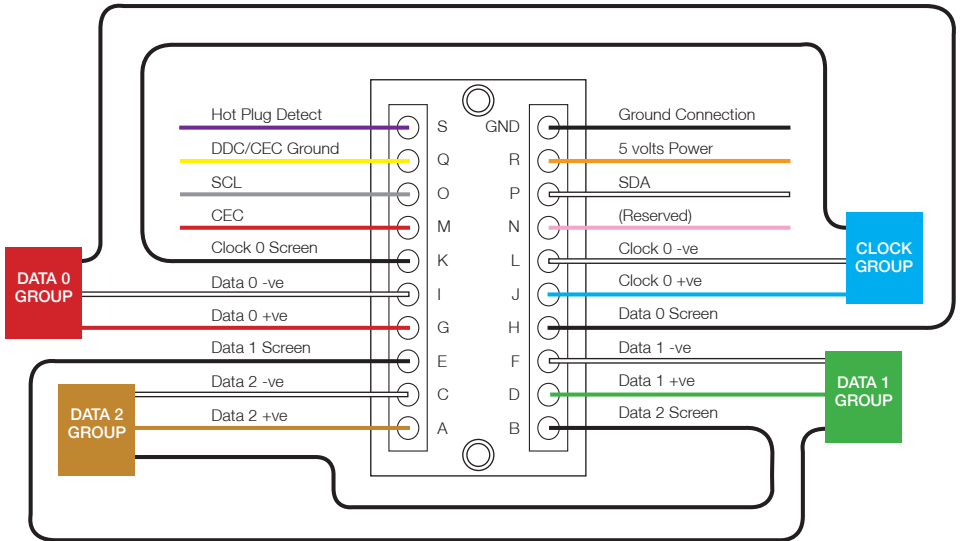 Hot Plug Detect S GND Ground Connection
DDC/CEC Ground Q R 5 volts Power
SCL O P SDA
CEC M N (Reserved)
Clock 0 Screen K L Clock 0 -ve
CLOCK
GROUP
DATA 0
GROUP
Data 0 -ve I J Clock 0 +ve
Data 0 +ve G H Data 0 Screen
Data 1 Screen E F Data 1 -ve
Data 2 -ve C D Data 1 +ve
DATA 1
GROUP
DATA 2
GROUP
Data 2 +ve A B Data 2 Screen